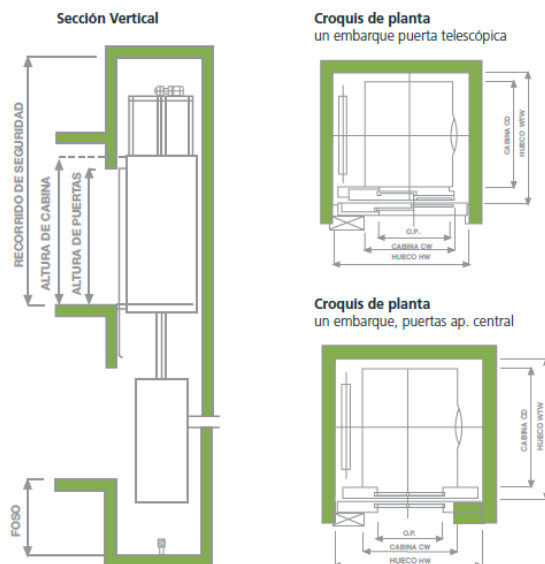 Sección Vertical
RECORRIDO DE SEGURIDAD
ALTURA DE CABINA
ALTURA DE PUERTAS
FOSO
Croquis de planta
un embarque puerta telescópica
CABINA CD
HUECO WTW
O.P.
CABINA CW
HUECO HW
Croquis de planta
un embarque, puertas ap. central
CABINA CD
HUECO WTW
O.P.
CABINA CW
HUECO HW